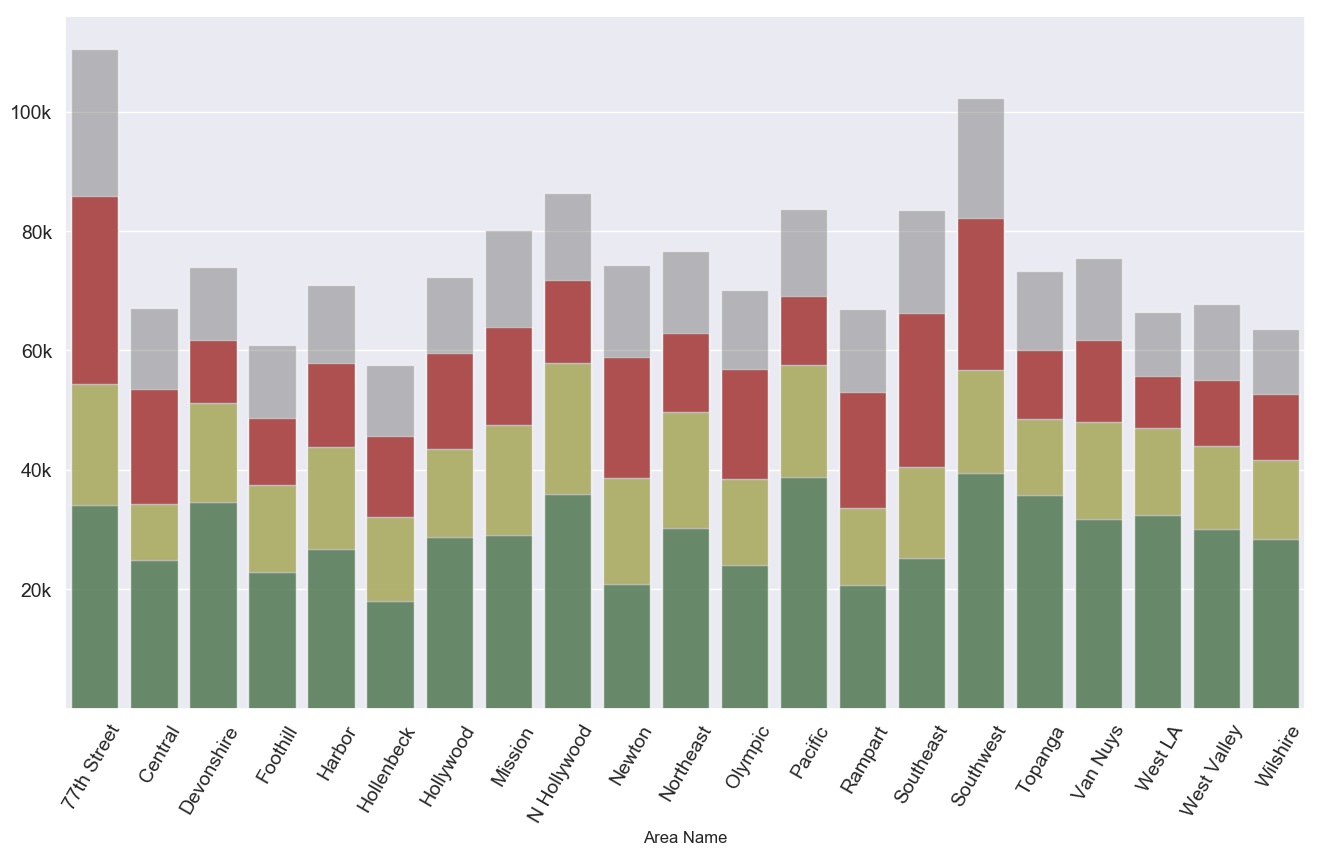 100k
80k
60k
40k
20k
77th Street
Central
Devonshire
Foothill
Harbor
Hollenbeck
Hollywood
Mission
N Hollywood
Newton
Northeast
Olympic
Pacific
Rampart
Southeast
Southwest
Topanga
Van Nuys
West LA
West Valley
Wilshire
Area Name